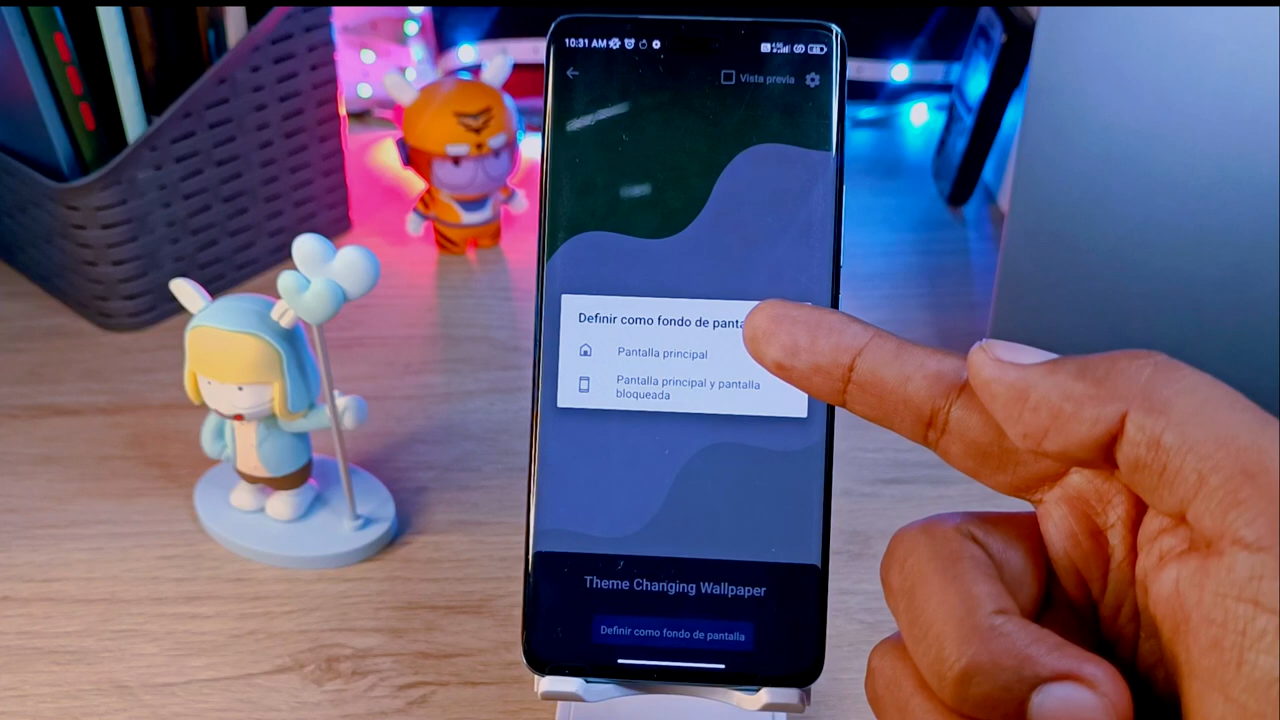 10:31 AM
Vista previa
Definir como fondo de
Pantalla principal
Pantalla principal y pantalla
bloqueada
Theme Changing Wallpaper
Definir como fondo de pantalla